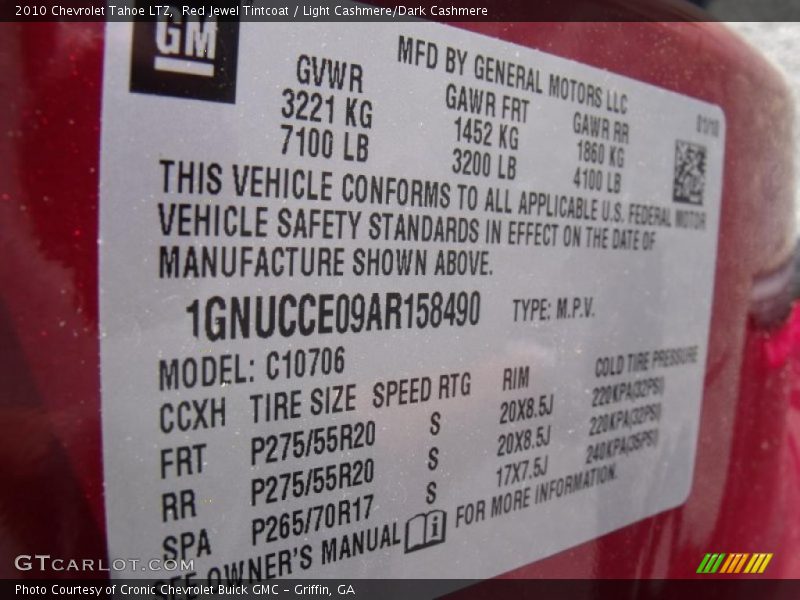 2010 Chevrolet Tahoe LTZ,  Red Jewel Tintcoat / Light Cashmere/Dark Cashmere
GM
MFD BY GENERAL MOTORS LLC
GVWR GAWR FRT GAWR RR 01/10
3221 KG 1452 KG 1860 KG
7100 LB 3200 LB 4100 LB
THIS VEHICLE CONFORMS TO ALL APPLICABLE U.S. FEDERAL MOTOR
VEHICLE SAFETY STANDARDS IN EFFECT ON THE DATE OF
MANUFACTURE SHOWN ABOVE.
1GNUCCE09AR158490 TYPE: M.P.V.
MODEL: C10706
CCXH TIRE SIZE SPEED RTG RIM COLD TIRE PRESSURE
FRT P275/55R20 S 20X8.5J 220KPA(32PSI)
RR P275/55R20 S 20X8.5J 220KPA(32PSI)
SPA P265/70R17 S 17X7.5J 240KPA(35PSI)
SEE OWNER'S MANUAL FOR MORE INFORMATION.
GTCARLOT.COM
Photo Courtesy of Cronic Chevrolet Buick GMC – Griffin, GA